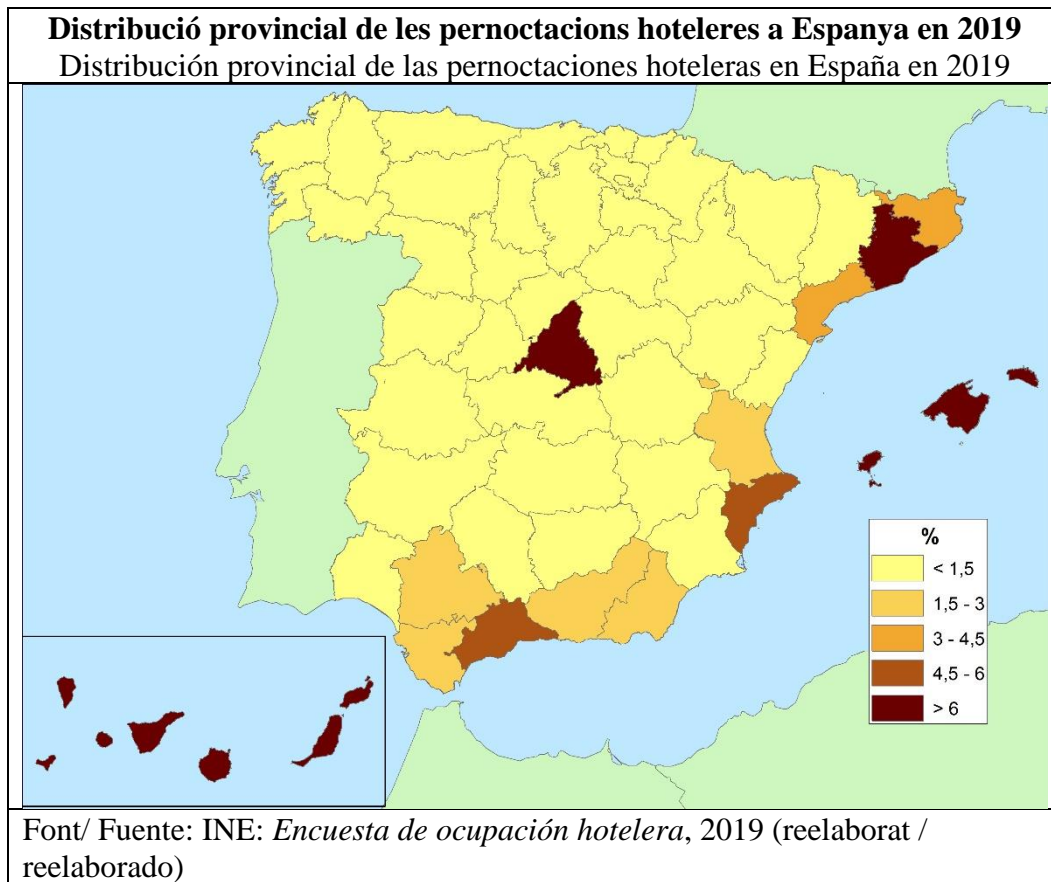 Distribució provincial de les pernoctacions hoteleres a Espanya en 2019
Distribución provincial de las pernoctaciones hoteleras en España en 2019
%
< 1,5
1,5 - 3
3 - 4,5
4,5 - 6
> 6
Font/ Fuente: INE: Encuesta de ocupación hotelera, 2019 (reelaborat /
reelaborado)